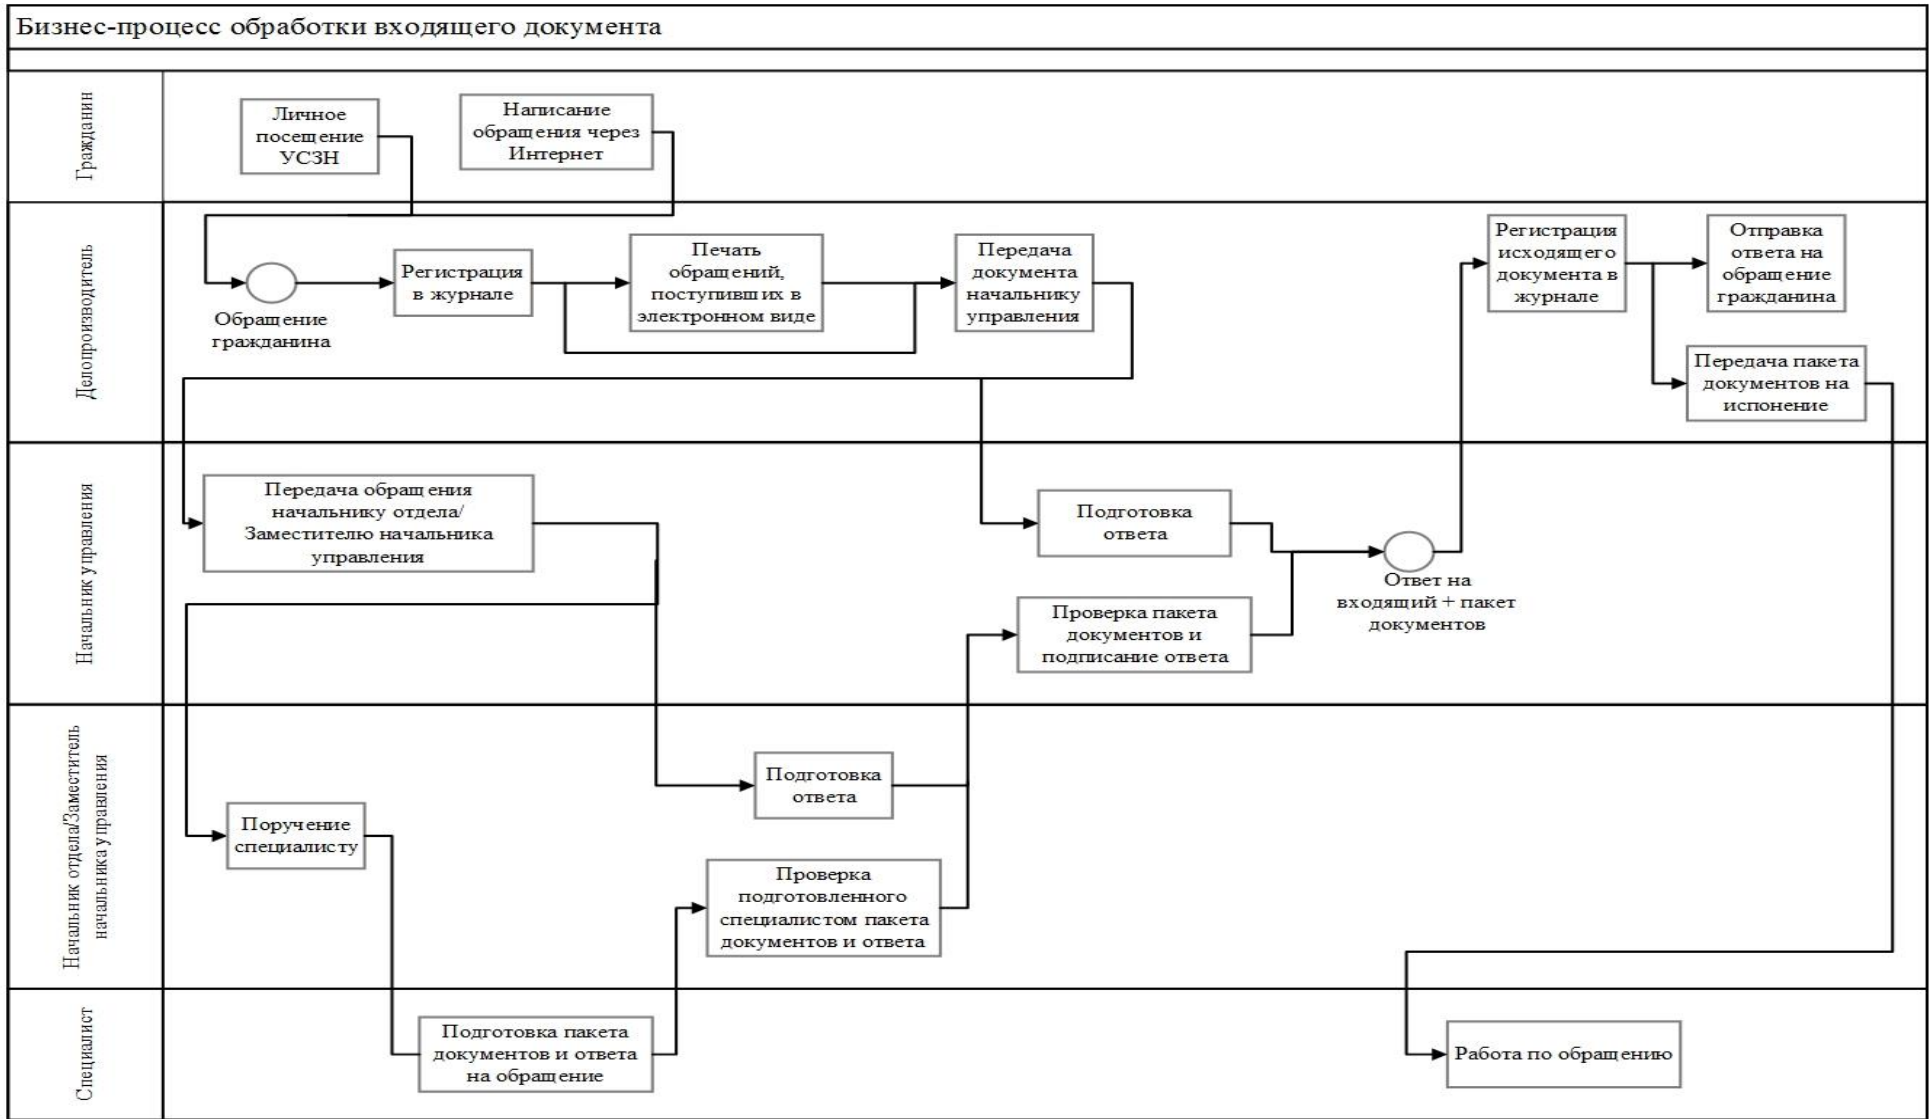 Бизнес-процесс обработки входящего документа
Гражданин
Личное
посещение
УСЗН
Написание
обращения через
Интернет
Делопроизводитель
Обращение
гражданина
Регистрация
в журнале
Печать
обращений,
поступивших в
электронном виде
Передача
документа
начальнику
управления
Регистрация
исходящего
документа в
журнале
Отправка
ответа на
обращение
гражданина
Передача пакета
документов на
испонение
Начальник управления
Передача обращения
начальнику отдела/
Заместителю начальника
управления
Подготовка
ответа
Проверка пакета
документов и
подписание ответа
Ответ на
входящий + пакет
документов
Начальник отдела/Заместитель
начальника управления
Поручение
специалисту
Подготовка
ответа
Проверка
подготовленного
специалистом пакета
документов и ответа
Специалист
Подготовка пакета
документов и ответа
на обращение
Работа по обращению